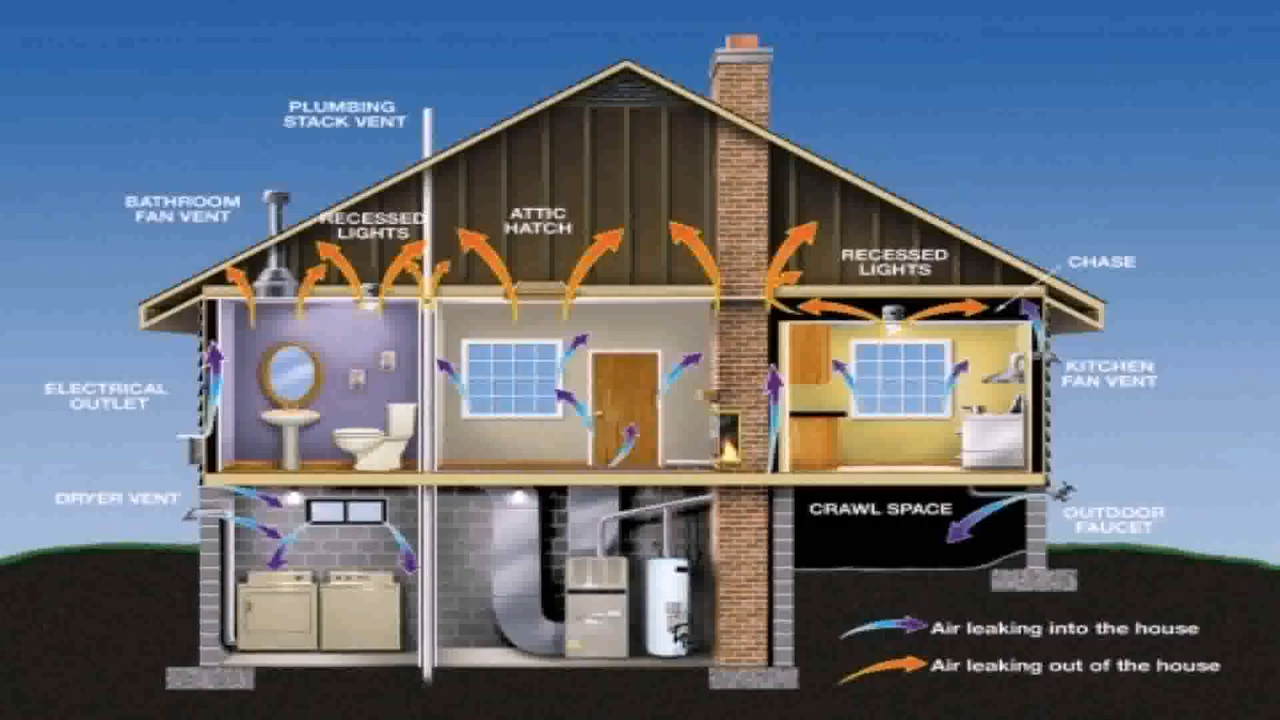 PLUMBING
STACK VENT
BATHROOM
FAN VENT
RECESSED
LIGHTS
ATTIC
HATCH
RECESSED
LIGHTS
CHASE
ELECTRICAL
OUTLET
KITCHEN
FAN VENT
DRYER VENT
CRAWL SPACE
OUTDOOR
FAUCET
Air leaking into the house
Air leaking out of the house